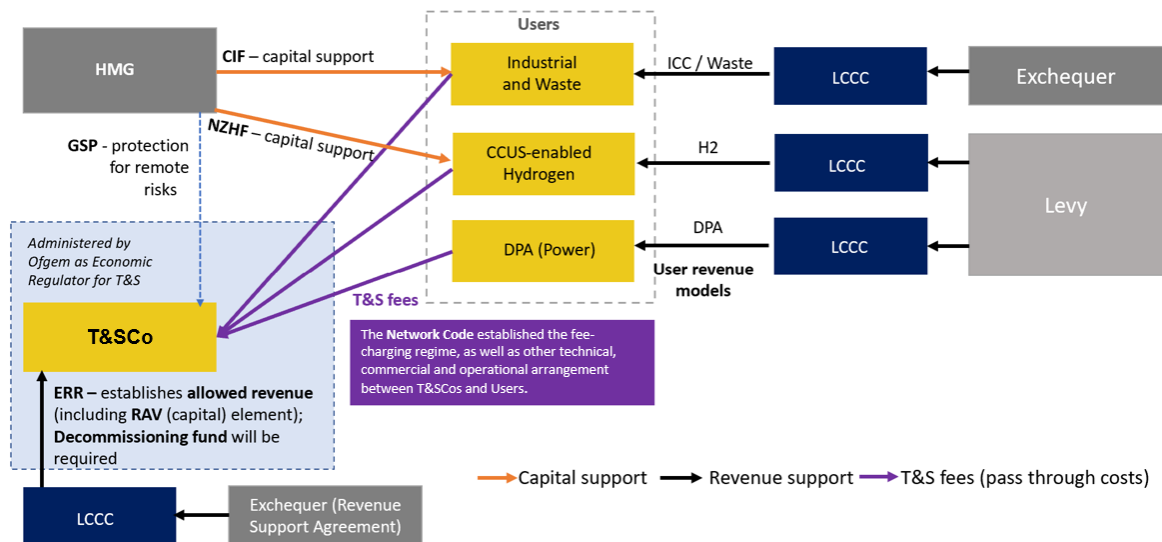 Users
HMG
CIF – capital support
Industrial
and Waste
ICC / Waste
LCCC
Exchequer
NZHF – capital support
GSP - protection
for remote
risks
CCUS-enabled
Hydrogen
H2
LCCC
Levy
DPA (Power)
DPA
LCCC
User revenue
models
Administered by
Ofgem as Economic
Regulator for T&S
T&S fees
T&SCo
The Network Code established the fee-
charging regime, as well as other technical,
commercial and operational arrangement
between T&SCos and Users.
ERR – establishes allowed revenue
(including RAV (capital) element);
Decommissioning fund will be
required
Capital support
Revenue support
T&S fees (pass through costs)
LCCC
Exchequer (Revenue
Support Agreement)